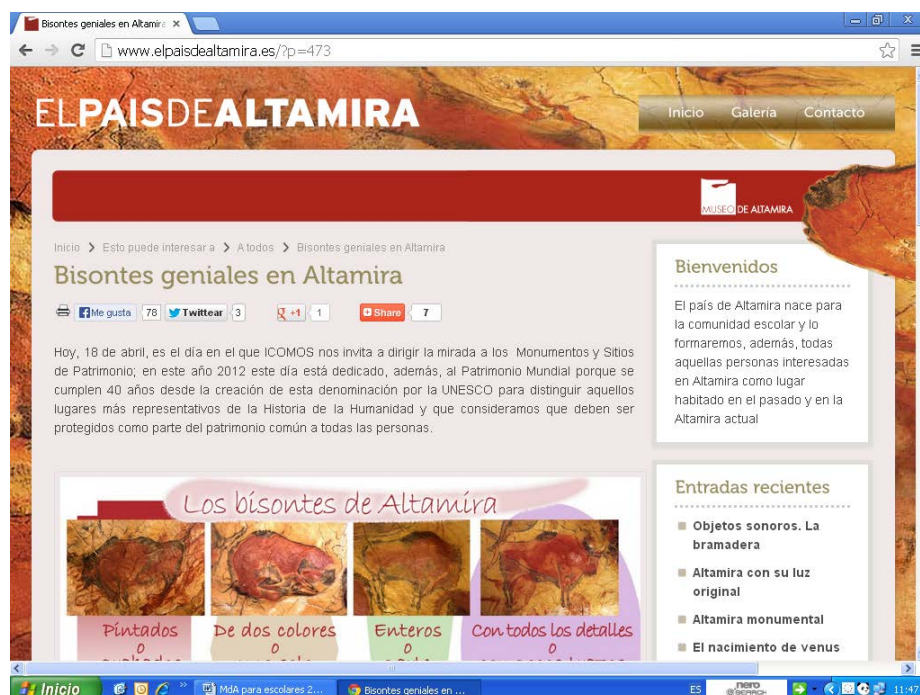 Bisontes geniales en Altamira
www.elpaisdealtamira.es/?p=473
ELPAISDEALTAMIRA
Inicio Galería Contacto
MUSEO DE ALTAMIRA
Inicio > Esto puede interesar a > A todos > Bisontes geniales en Altamira
Bisontes geniales en Altamira
Me gusta 78 Twittear 3 +1 1 Share 7
Hoy, 18 de abril, es el día en el que ICOMOS nos invita a dirigir la mirada a los Monumentos y Sitios
de Patrimonio; en este año 2012 este día está dedicado, además, al Patrimonio Mundial porque se
cumplen 40 años desde la creación de esta denominación por la UNESCO para distinguir aquellos
lugares más representativos de la Historia de la Humanidad y que consideramos que deben ser
protegidos como parte del patrimonio común a todas las personas.
Los bisontes de Altamira
Pintados De dos colores Enteros Con todos los detalles
o o o o
Bienvenidos
El país de Altamira nace para
la comunidad escolar y lo
formaremos, además, todas
aquellas personas interesadas
en Altamira como lugar
habitado en el pasado y en la
Altamira actual
Entradas recientes
Objetos sonoros. La
bramadera
Altamira con su luz
original
Altamira monumental
El nacimiento de venus
Inicio MdA para escolares 2... Bisontes geniales en ... ES nero SEARCH 11:47